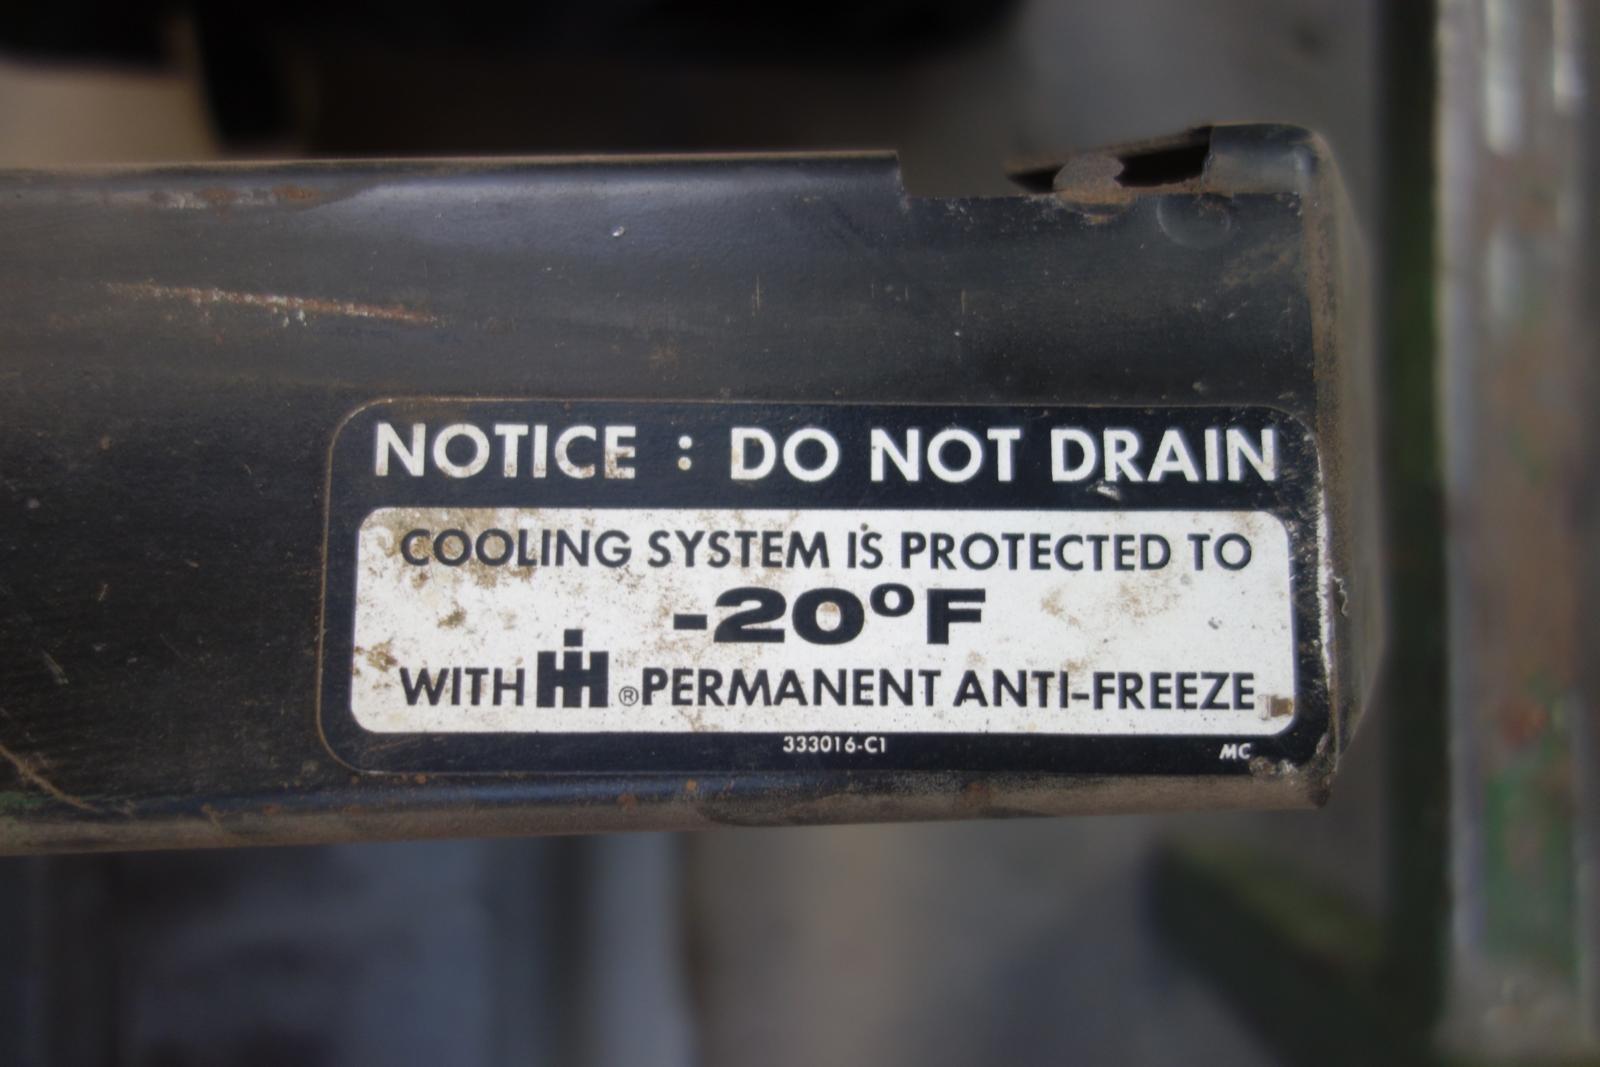 NOTICE : DO NOT DRAIN
COOLING SYSTEM IS PROTECTED TO
-20°F
WITH IH ® PERMANENT ANTI-FREEZE
333016-C1
MC